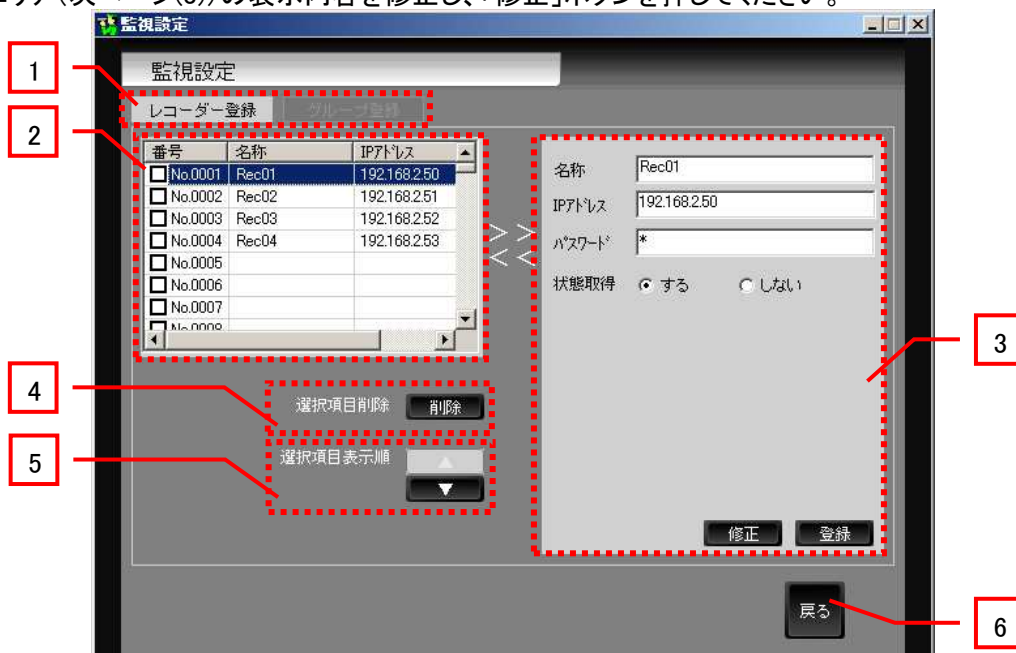 の表示内容を修正し、「修正」ボタンを押してください。
監視設定
監視設定
レコーダー登録 グループ登録
番号 名称 IPアドレス
No.0001 Rec01 192.168.2.50
No.0002 Rec02 192.168.2.51
No.0003 Rec03 192.168.2.52
No.0004 Rec04 192.168.2.53
No.0005
No.0006
No.0007
No.0008
>>
<<
名称 Rec01
IPアドレス 192.168.2.50
パスワード *
状態取得 する しない
選択項目削除 削除
選択項目表示順 ▲
▼
修正 登録
戻る
1
2
3
4
5
6